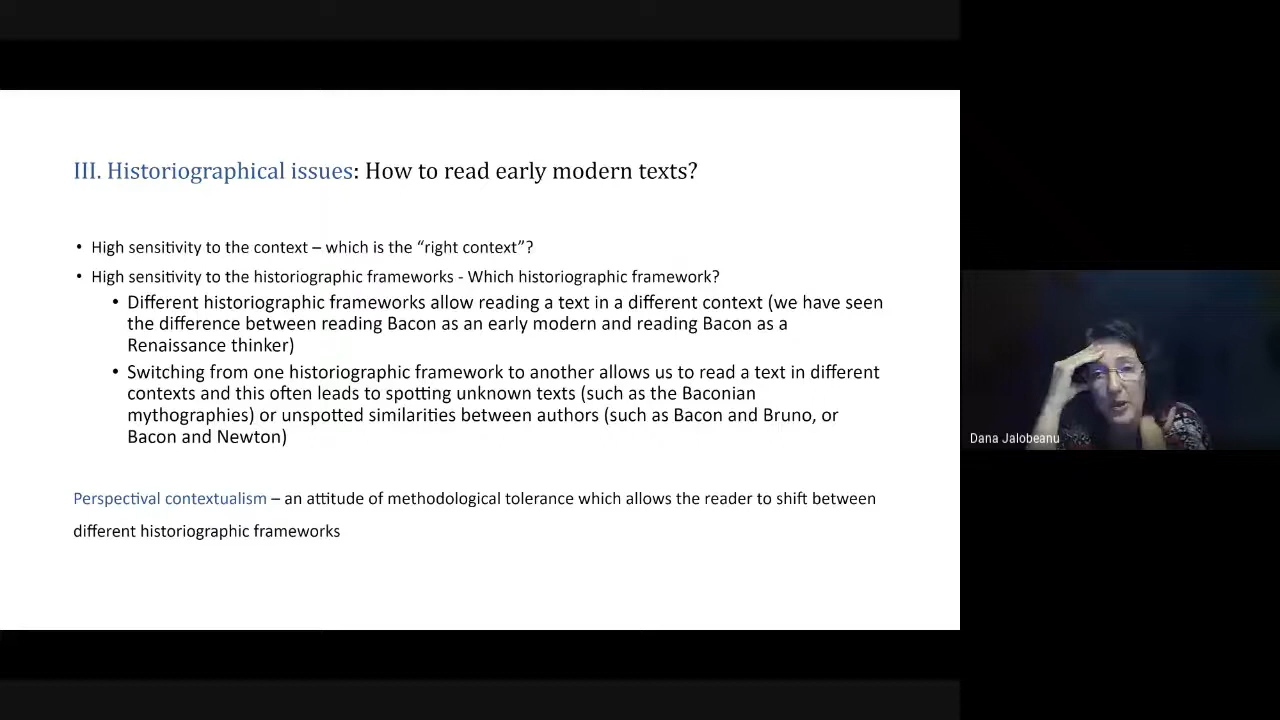 III. Historiographical issues: How to read early modern texts?
• High sensitivity to the context – which is the “right context”?
• High sensitivity to the historiographic frameworks - Which historiographic framework?
• Different historiographic frameworks allow reading a text in a different context (we have seen
the difference between reading Bacon as an early modern and reading Bacon as a
Renaissance thinker)
• Switching from one historiographic framework to another allows us to read a text in different
contexts and this often leads to spotting unknown texts (such as the Baconian
mythographies) or unspotted similarities between authors (such as Bacon and Bruno, or
Bacon and Newton)
Perspectival contextualism – an attitude of methodological tolerance which allows the reader to shift between
different historiographic frameworks
Dana Jalobeanu